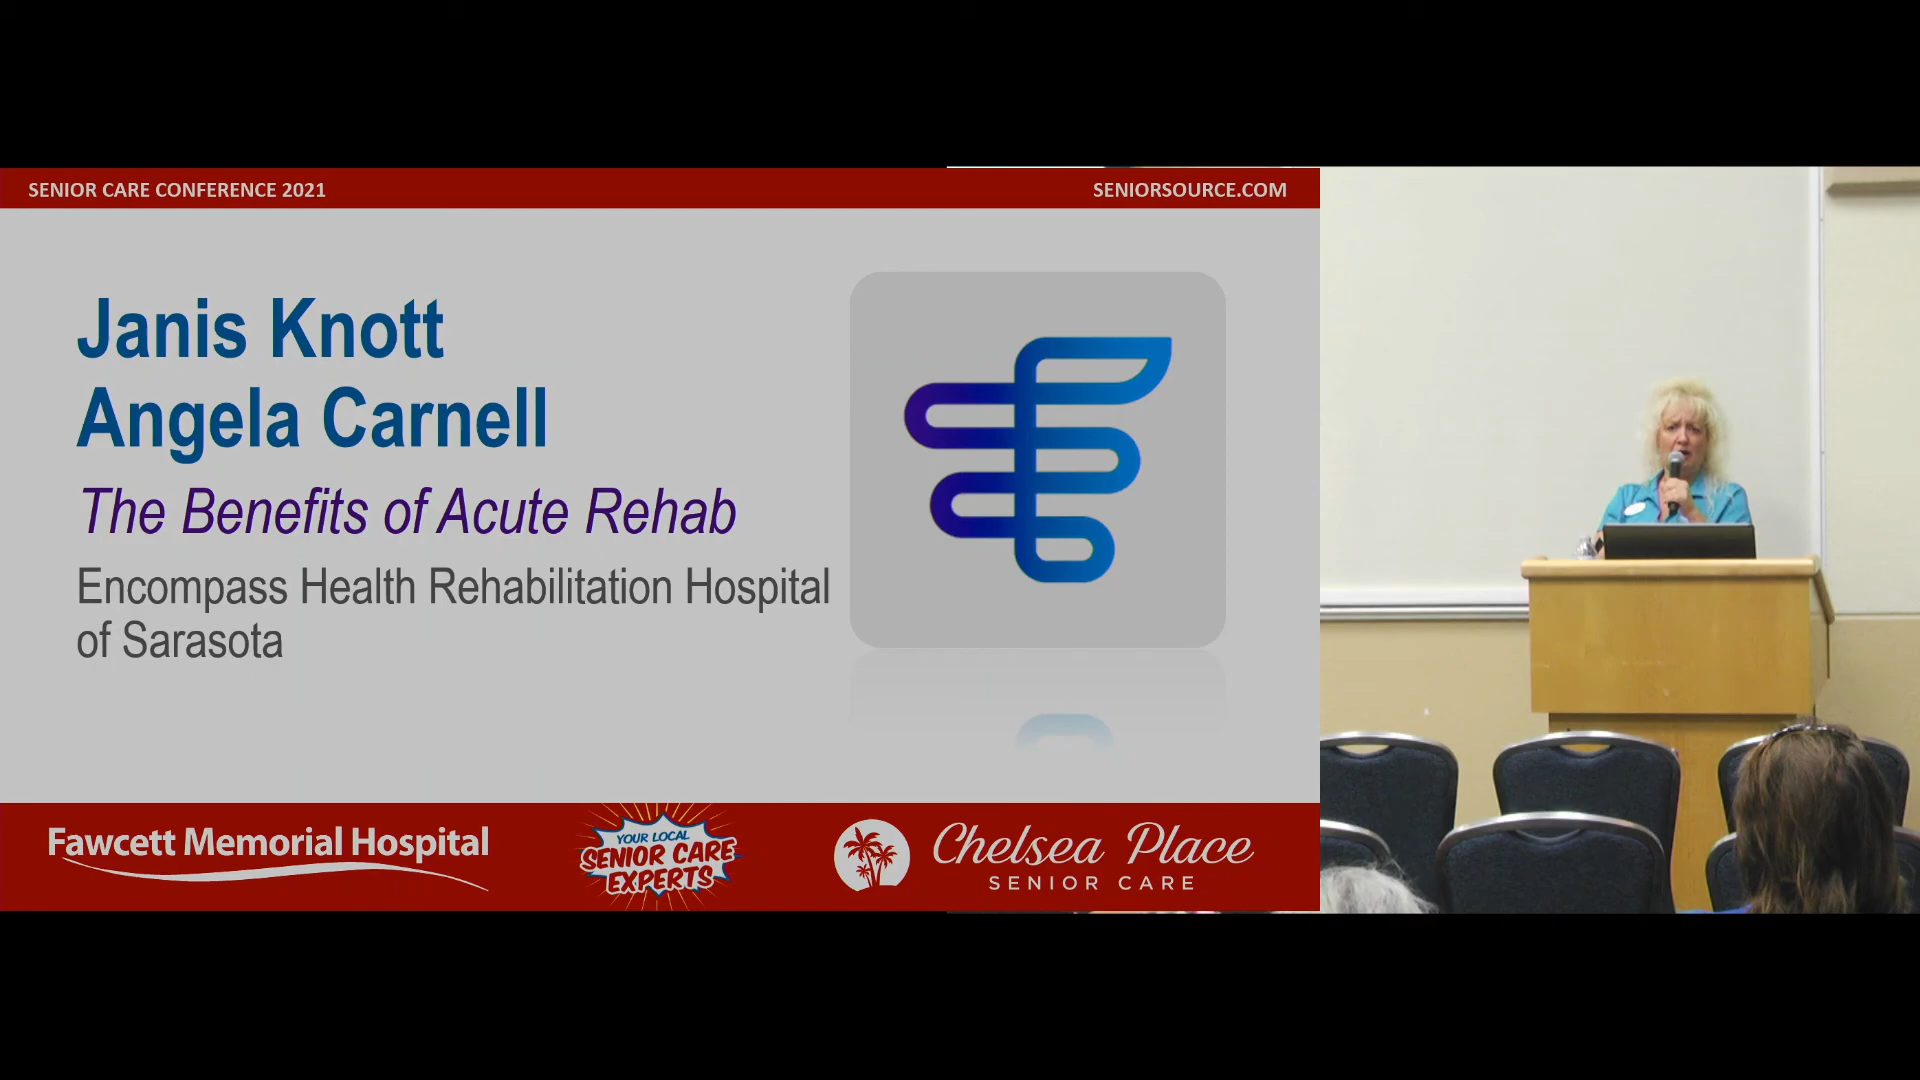 SENIOR CARE CONFERENCE 2021
SENIORSOURCE.COM
Janis Knott
Angela Carnell
The Benefits of Acute Rehab
Encompass Health Rehabilitation Hospital
of Sarasota
Fawcett Memorial Hospital
YOUR LOCAL
SENIOR CARE
EXPERTS
Chelsea Place
SENIOR CARE